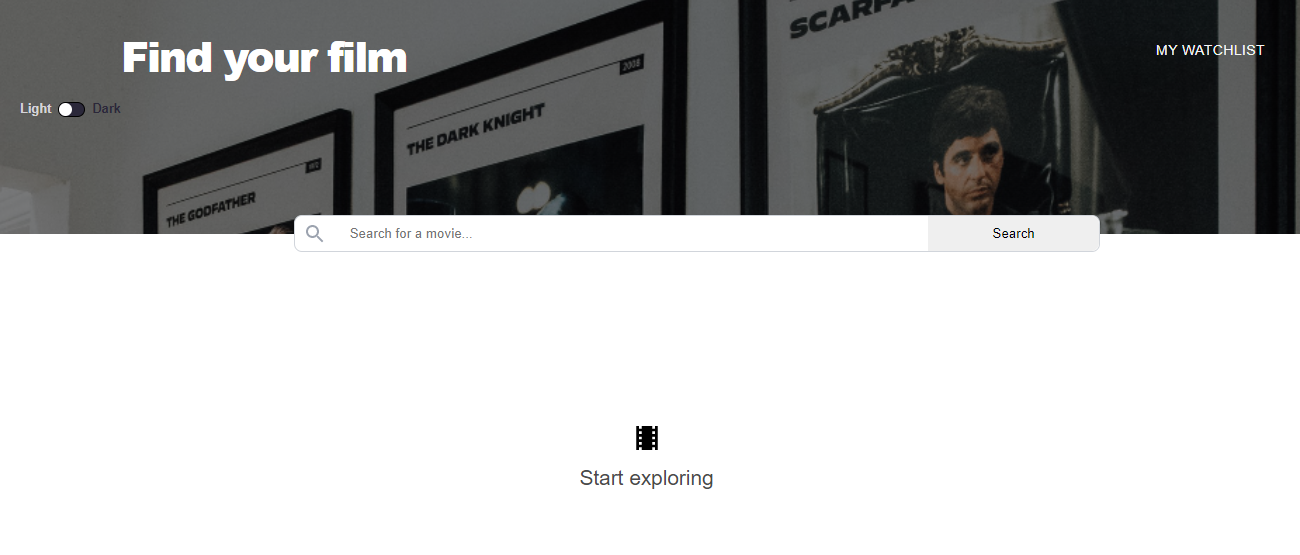 Find your film
MY WATCHLIST
Light
Dark
2008
THE DARK KNIGHT
1972
THE GODFATHER
SCARFA
Search for a movie...
Search
Start exploring